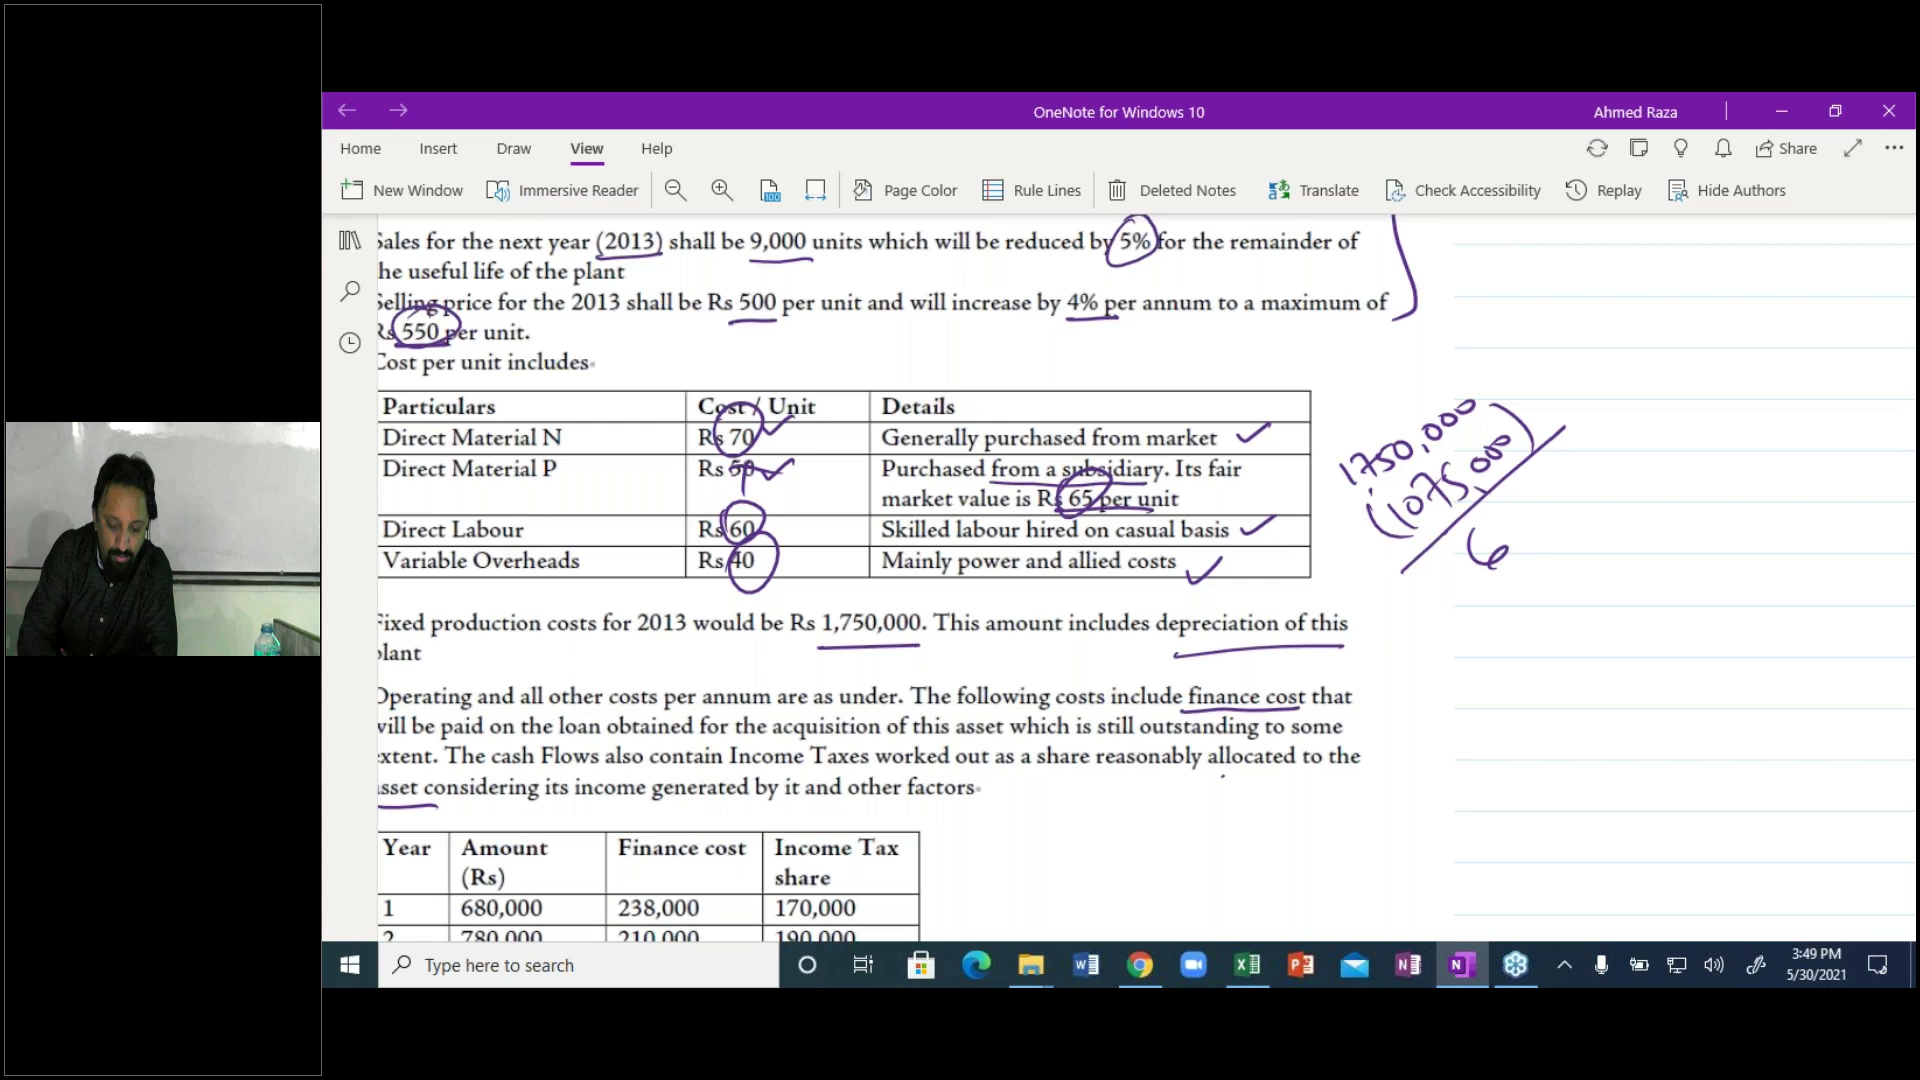 OneNote for Windows 10
Ahmed Raza
Home Insert Draw View Help
Share
New Window Immersive Reader Page Color Rule Lines Deleted Notes Translate Check Accessibility Replay Hide Authors
Sales for the next year (2013) shall be 9,000 units which will be reduced by 5% for the remainder of
he useful life of the plant
Selling price for the 2013 shall be Rs 500 per unit and will increase by 4% per annum to a maximum of
Rs 550 per unit.
Cost per unit includes
Particulars Cost / Unit Details
Direct Material N Rs 70 Generally purchased from market
Direct Material P Rs 50 Purchased from a subsidiary. Its fair
market value is Rs 65 per unit
Direct Labour Rs 60 Skilled labour hired on casual basis
Variable Overheads Rs 40 Mainly power and allied costs
1750,000
(1075,000)
6
Fixed production costs for 2013 would be Rs 1,750,000. This amount includes depreciation of this
plant
Operating and all other costs per annum are as under. The following costs include finance cost that
will be paid on the loan obtained for the acquisition of this asset which is still outstanding to some
extent. The cash Flows also contain Income Taxes worked out as a share reasonably allocated to the
asset considering its income generated by it and other factors
Year Amount Finance cost Income Tax
(Rs) share
1 680,000 238,000 170,000
2 780,000 210,000 190,000
Type here to search
3:49 PM
5/30/2021